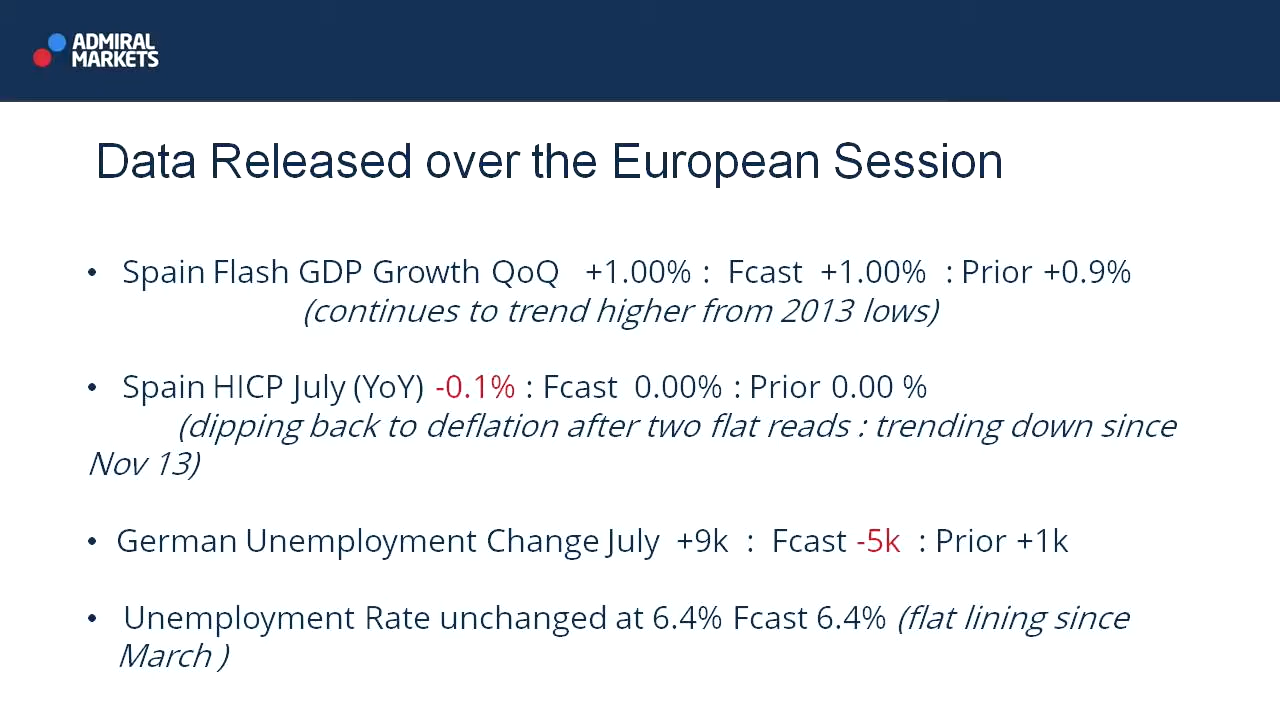 ADMIRAL
MARKETS
Data Released over the European Session
• Spain Flash GDP Growth QoQ +1.00% : Fcast +1.00% : Prior +0.9%
(continues to trend higher from 2013 lows)
• Spain HICP July (YoY) -0.1% : Fcast 0.00% : Prior 0.00 %
(dipping back to deflation after two flat reads : trending down since
Nov 13)
• German Unemployment Change July +9k : Fcast -5k : Prior +1k
• Unemployment Rate unchanged at 6.4% Fcast 6.4% (flat lining since
March )